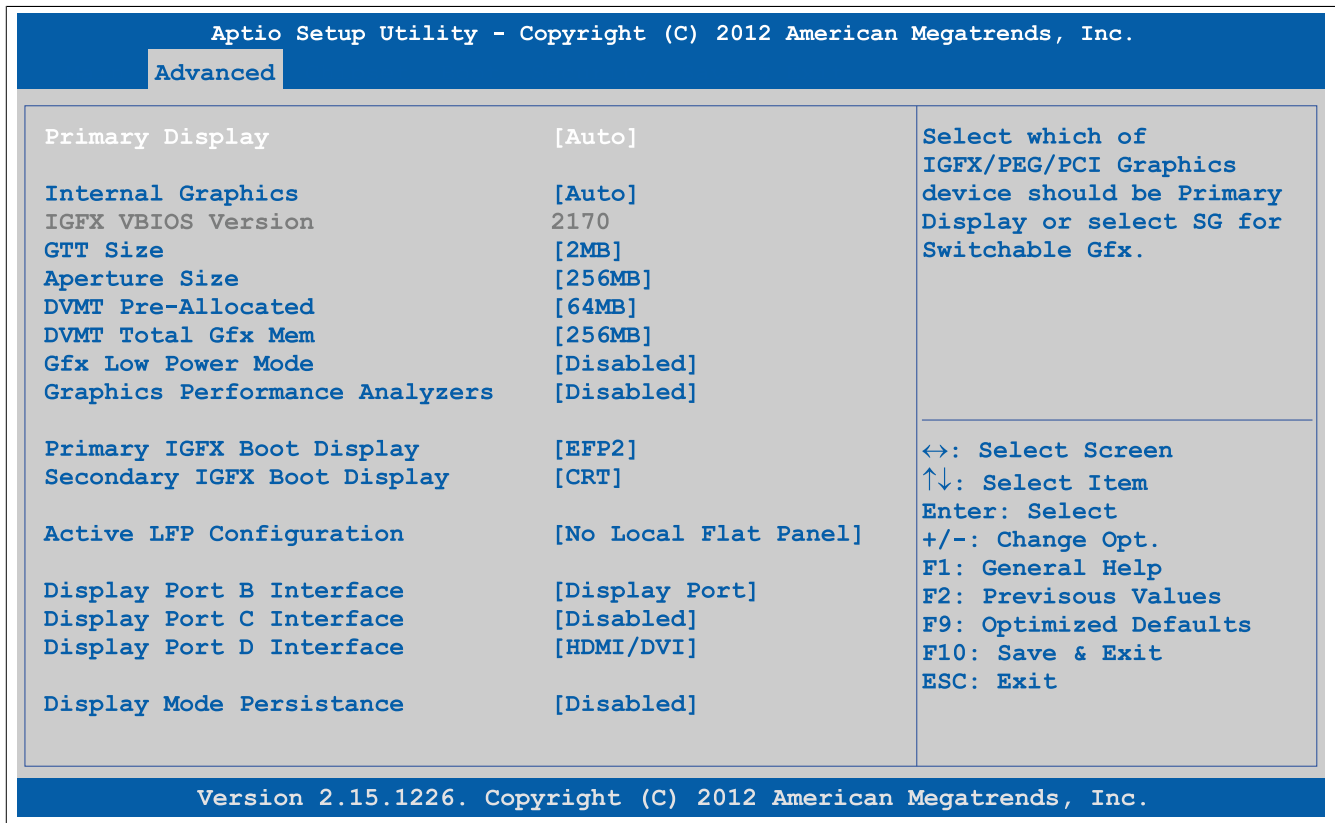 Aptio Setup Utility - Copyright (C) 2012 American Megatrends, Inc.
Advanced
Primary Display [Auto]
Internal Graphics [Auto]
IGFX VBIOS Version 2170
GTT Size [2MB]
Aperture Size [256MB]
DVMT Pre-Allocated [64MB]
DVMT Total Gfx Mem [256MB]
Gfx Low Power Mode [Disabled]
Graphics Performance Analyzers [Disabled]
Primary IGFX Boot Display [EFP2]
Secondary IGFX Boot Display [CRT]
Active LFP Configuration [No Local Flat Panel]
Display Port B Interface [Display Port]
Display Port C Interface [Disabled]
Display Port D Interface [HDMI/DVI]
Display Mode Persistance [Disabled]
Select which of
IGFX/PEG/PCI Graphics
device should be Primary
Display or select SG for
Switchable Gfx.
↔: Select Screen
↑↓: Select Item
Enter: Select
+/-: Change Opt.
F1: General Help
F2: Previsous Values
F9: Optimized Defaults
F10: Save & Exit
ESC: Exit
Version 2.15.1226. Copyright (C) 2012 American Megatrends, Inc.